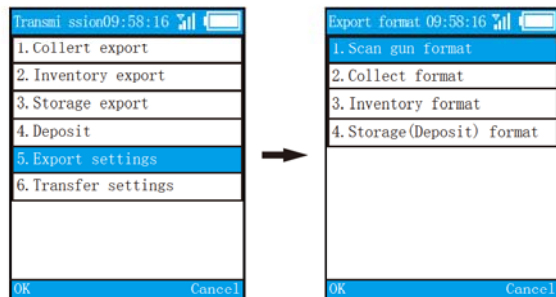 Transmi ssion09:58:16
1.Collert export
2.Inventory export
3.Storage export
4.Deposit
5.Export settings
6.Transfer settings
OK Cancel
Export format 09:58:16
1.Scan gun format
2.Collect format
3.Inventory format
4.Storage(Deposit) format
OK Cancel